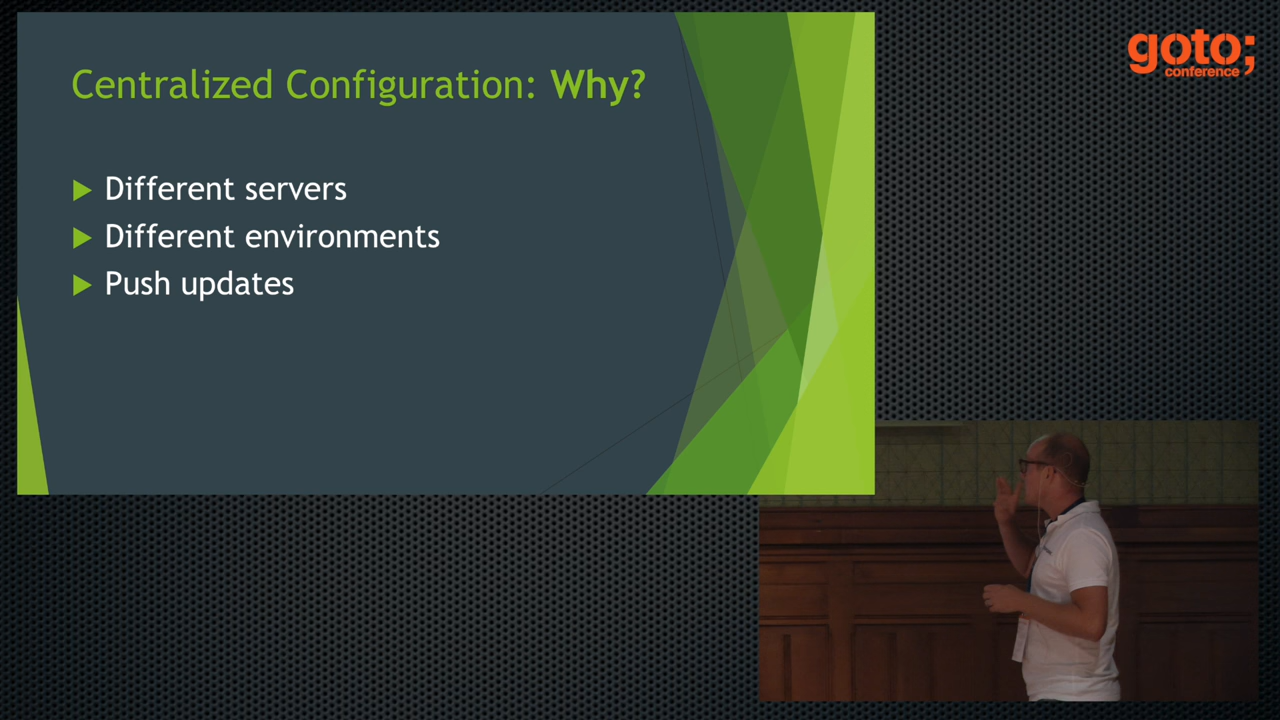 Centralized Configuration: Why?
Different servers
Different environments
Push updates
goto;
conference